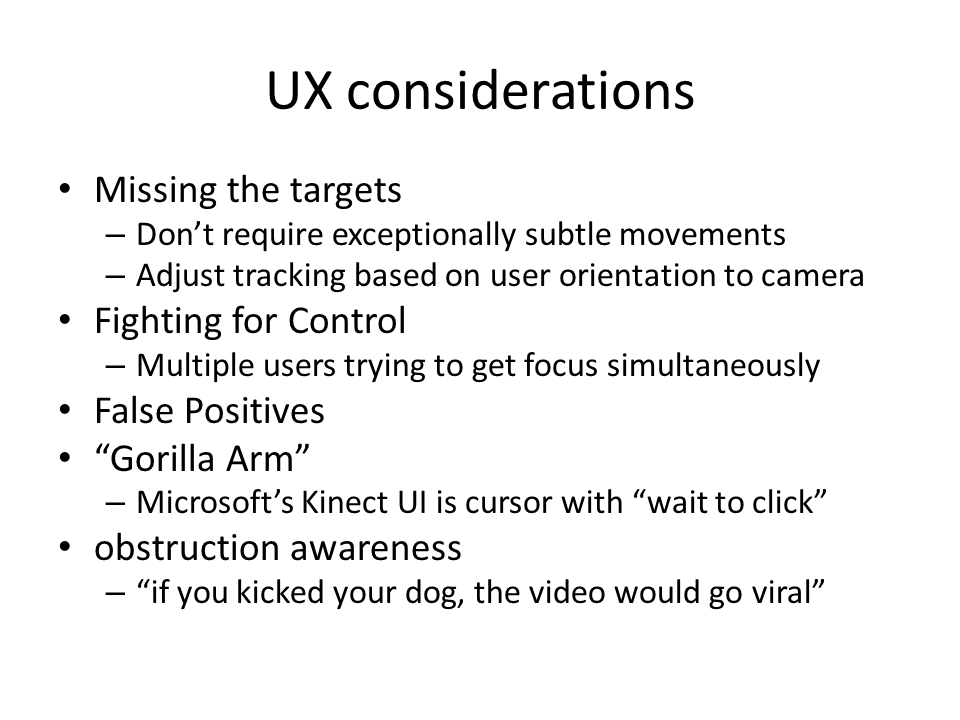 UX considerations
• Missing the targets
– Don’t require exceptionally subtle movements
– Adjust tracking based on user orientation to camera
• Fighting for Control
– Multiple users trying to get focus simultaneously
• False Positives
• “Gorilla Arm”
– Microsoft’s Kinect UI is cursor with “wait to click”
• obstruction awareness
– “if you kicked your dog, the video would go viral”